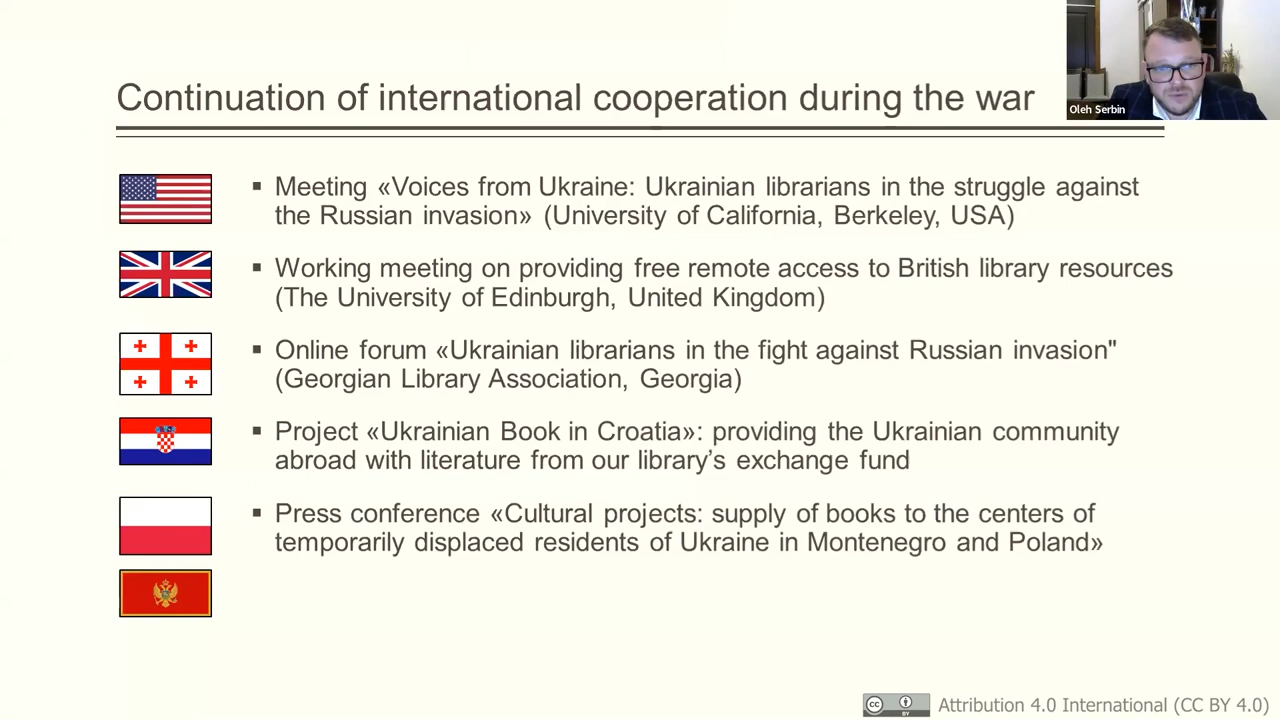 Continuation of international cooperation during the war
Oleh Serbin
▪ Meeting «Voices from Ukraine: Ukrainian librarians in the struggle against
the Russian invasion» (University of California, Berkeley, USA)
▪ Working meeting on providing free remote access to British library resources
(The University of Edinburgh, United Kingdom)
▪ Online forum «Ukrainian librarians in the fight against Russian invasion"
(Georgian Library Association, Georgia)
▪ Project «Ukrainian Book in Croatia»: providing the Ukrainian community
abroad with literature from our library’s exchange fund
▪ Press conference «Cultural projects: supply of books to the centers of
temporarily displaced residents of Ukraine in Montenegro and Poland»
cc BY Attribution 4.0 International (CC BY 4.0)